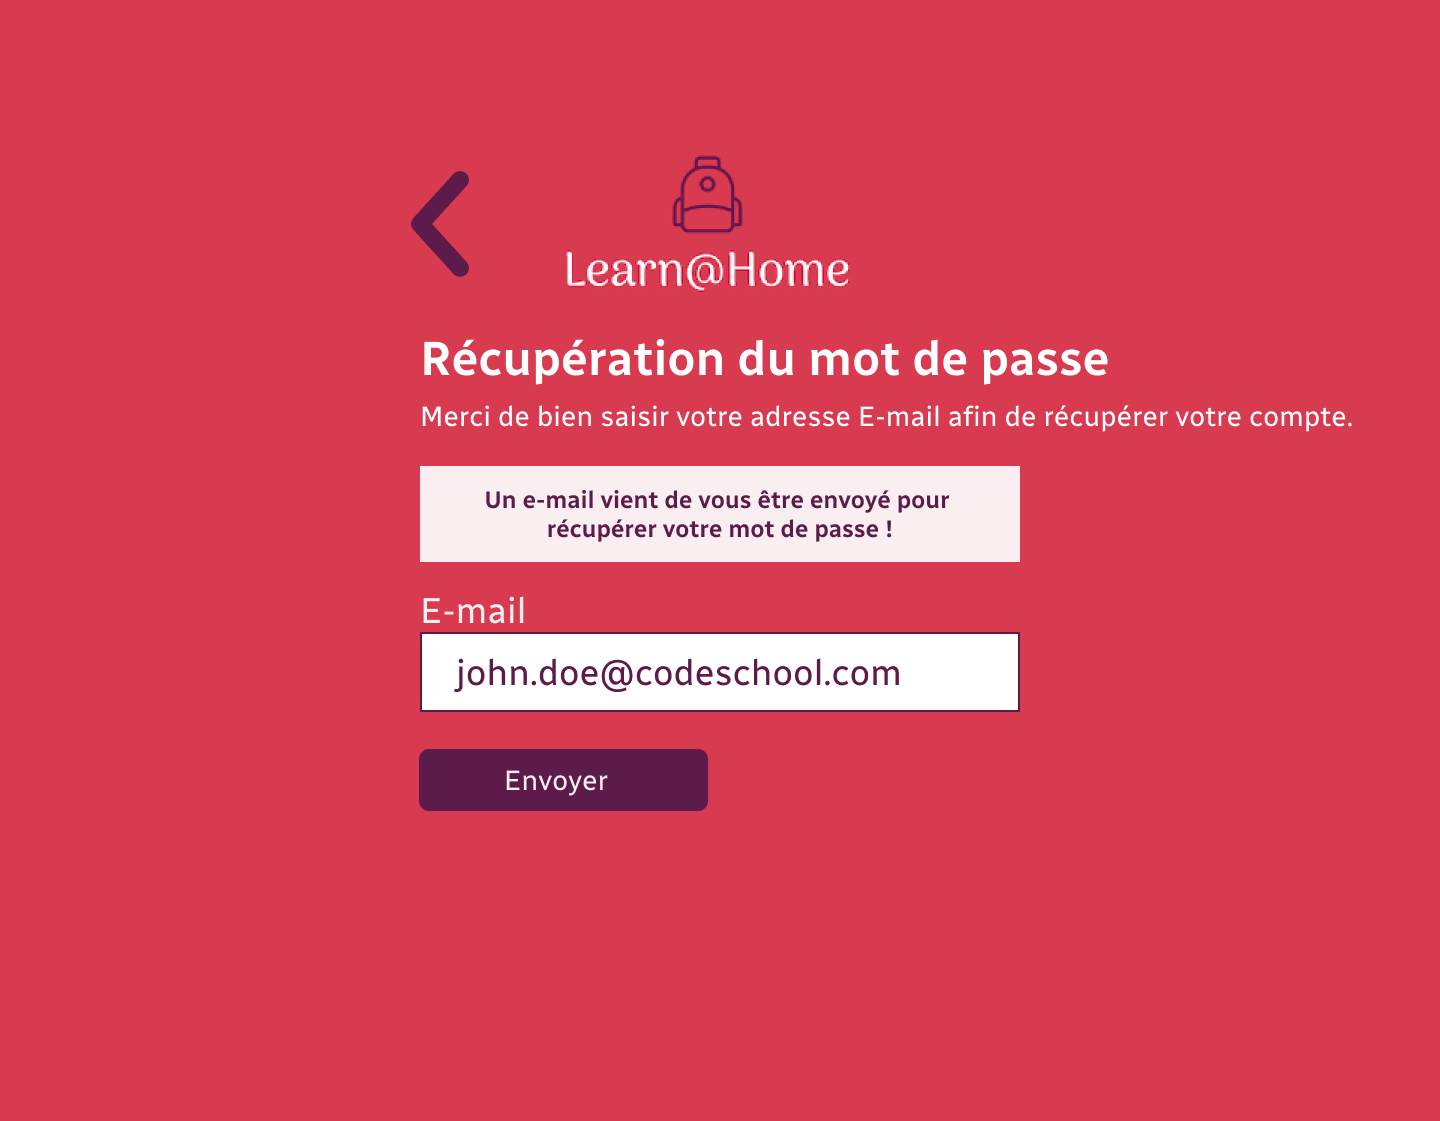 Learn@Home
Récupération du mot de passe
Merci de bien saisir votre adresse E-mail afin de récupérer votre compte.
Un e-mail vient de vous être envoyé pour
récupérer votre mot de passe !
E-mail
john.doe@codeschool.com
Envoyer